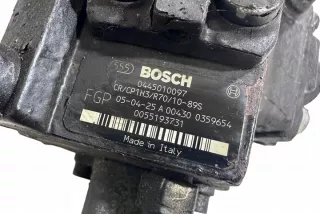 BOSCH
0445010097
CR/CP1H3/R70/10-89S
FGP 05-04-25 A 00430 0359654
0055193731
Made in Italy